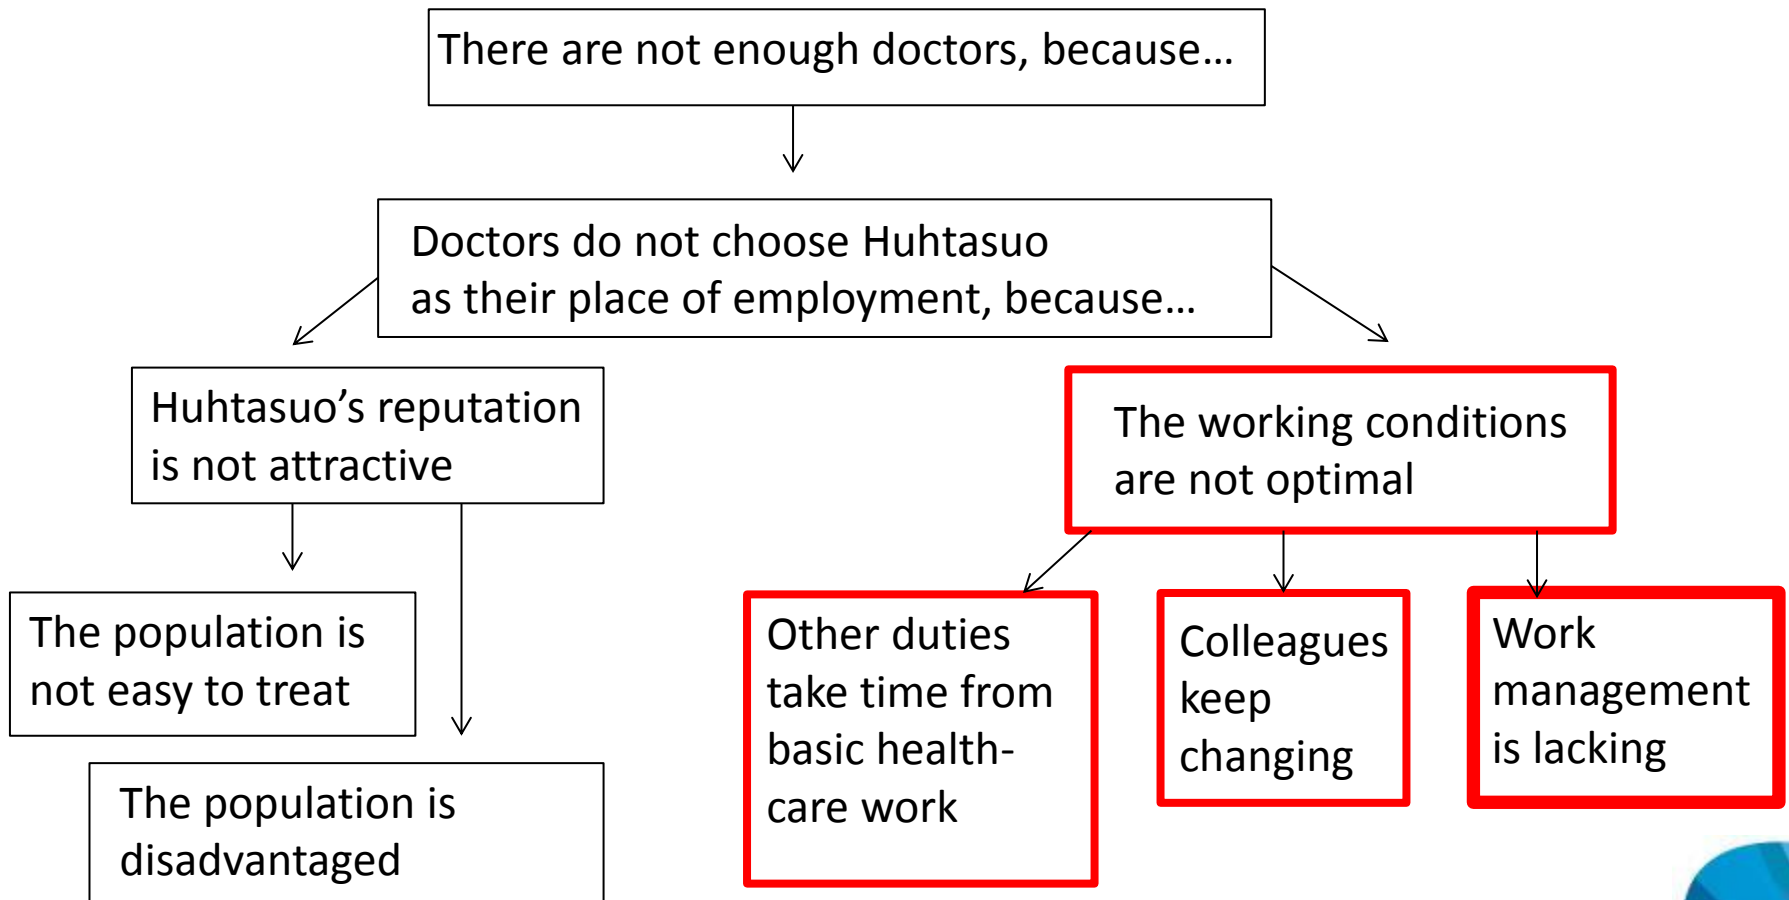 There are not enough doctors, because…
Doctors do not choose Huhtasuo
as their place of employment, because…
Huhtasuo’s reputation
is not attractive
The working conditions
are not optimal
The population is
not easy to treat
The population is
disadvantaged
Other duties
take time from
basic health-
care work
Colleagues
keep
changing
Work
management
is lacking